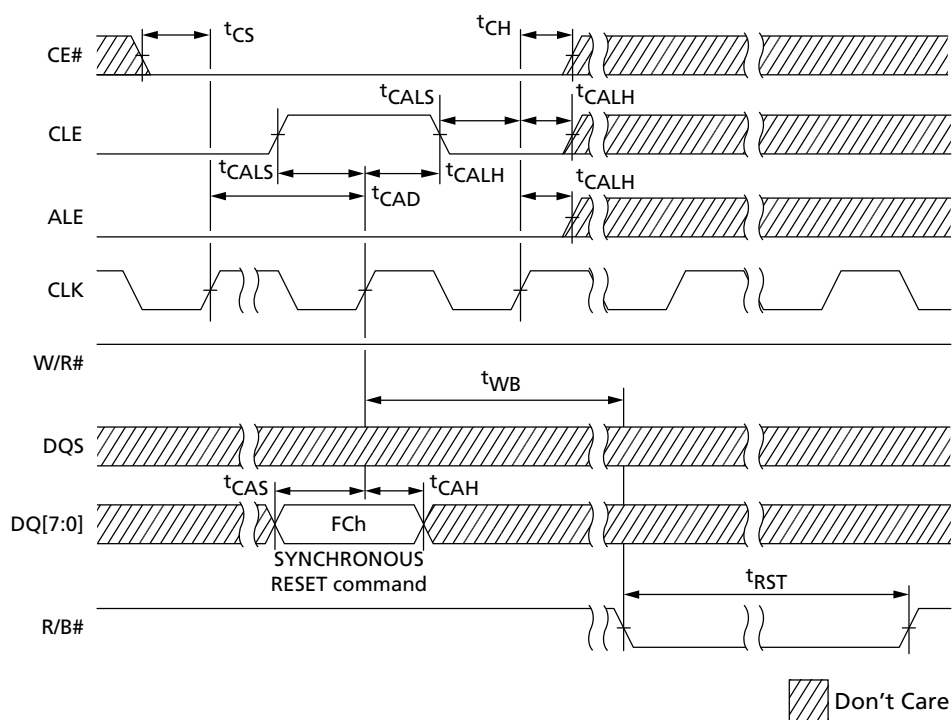 tCS
tCH
CE#
tCALS
tCALH
CLE
tCALS
tCALH
tCALH
tCAD
ALE
CLK
W/R#
tWB
DQS
tCAS
tCAH
DQ[7:0]
FCh
SYNCHRONOUS
RESET command
tRST
R/B#
Don't Care